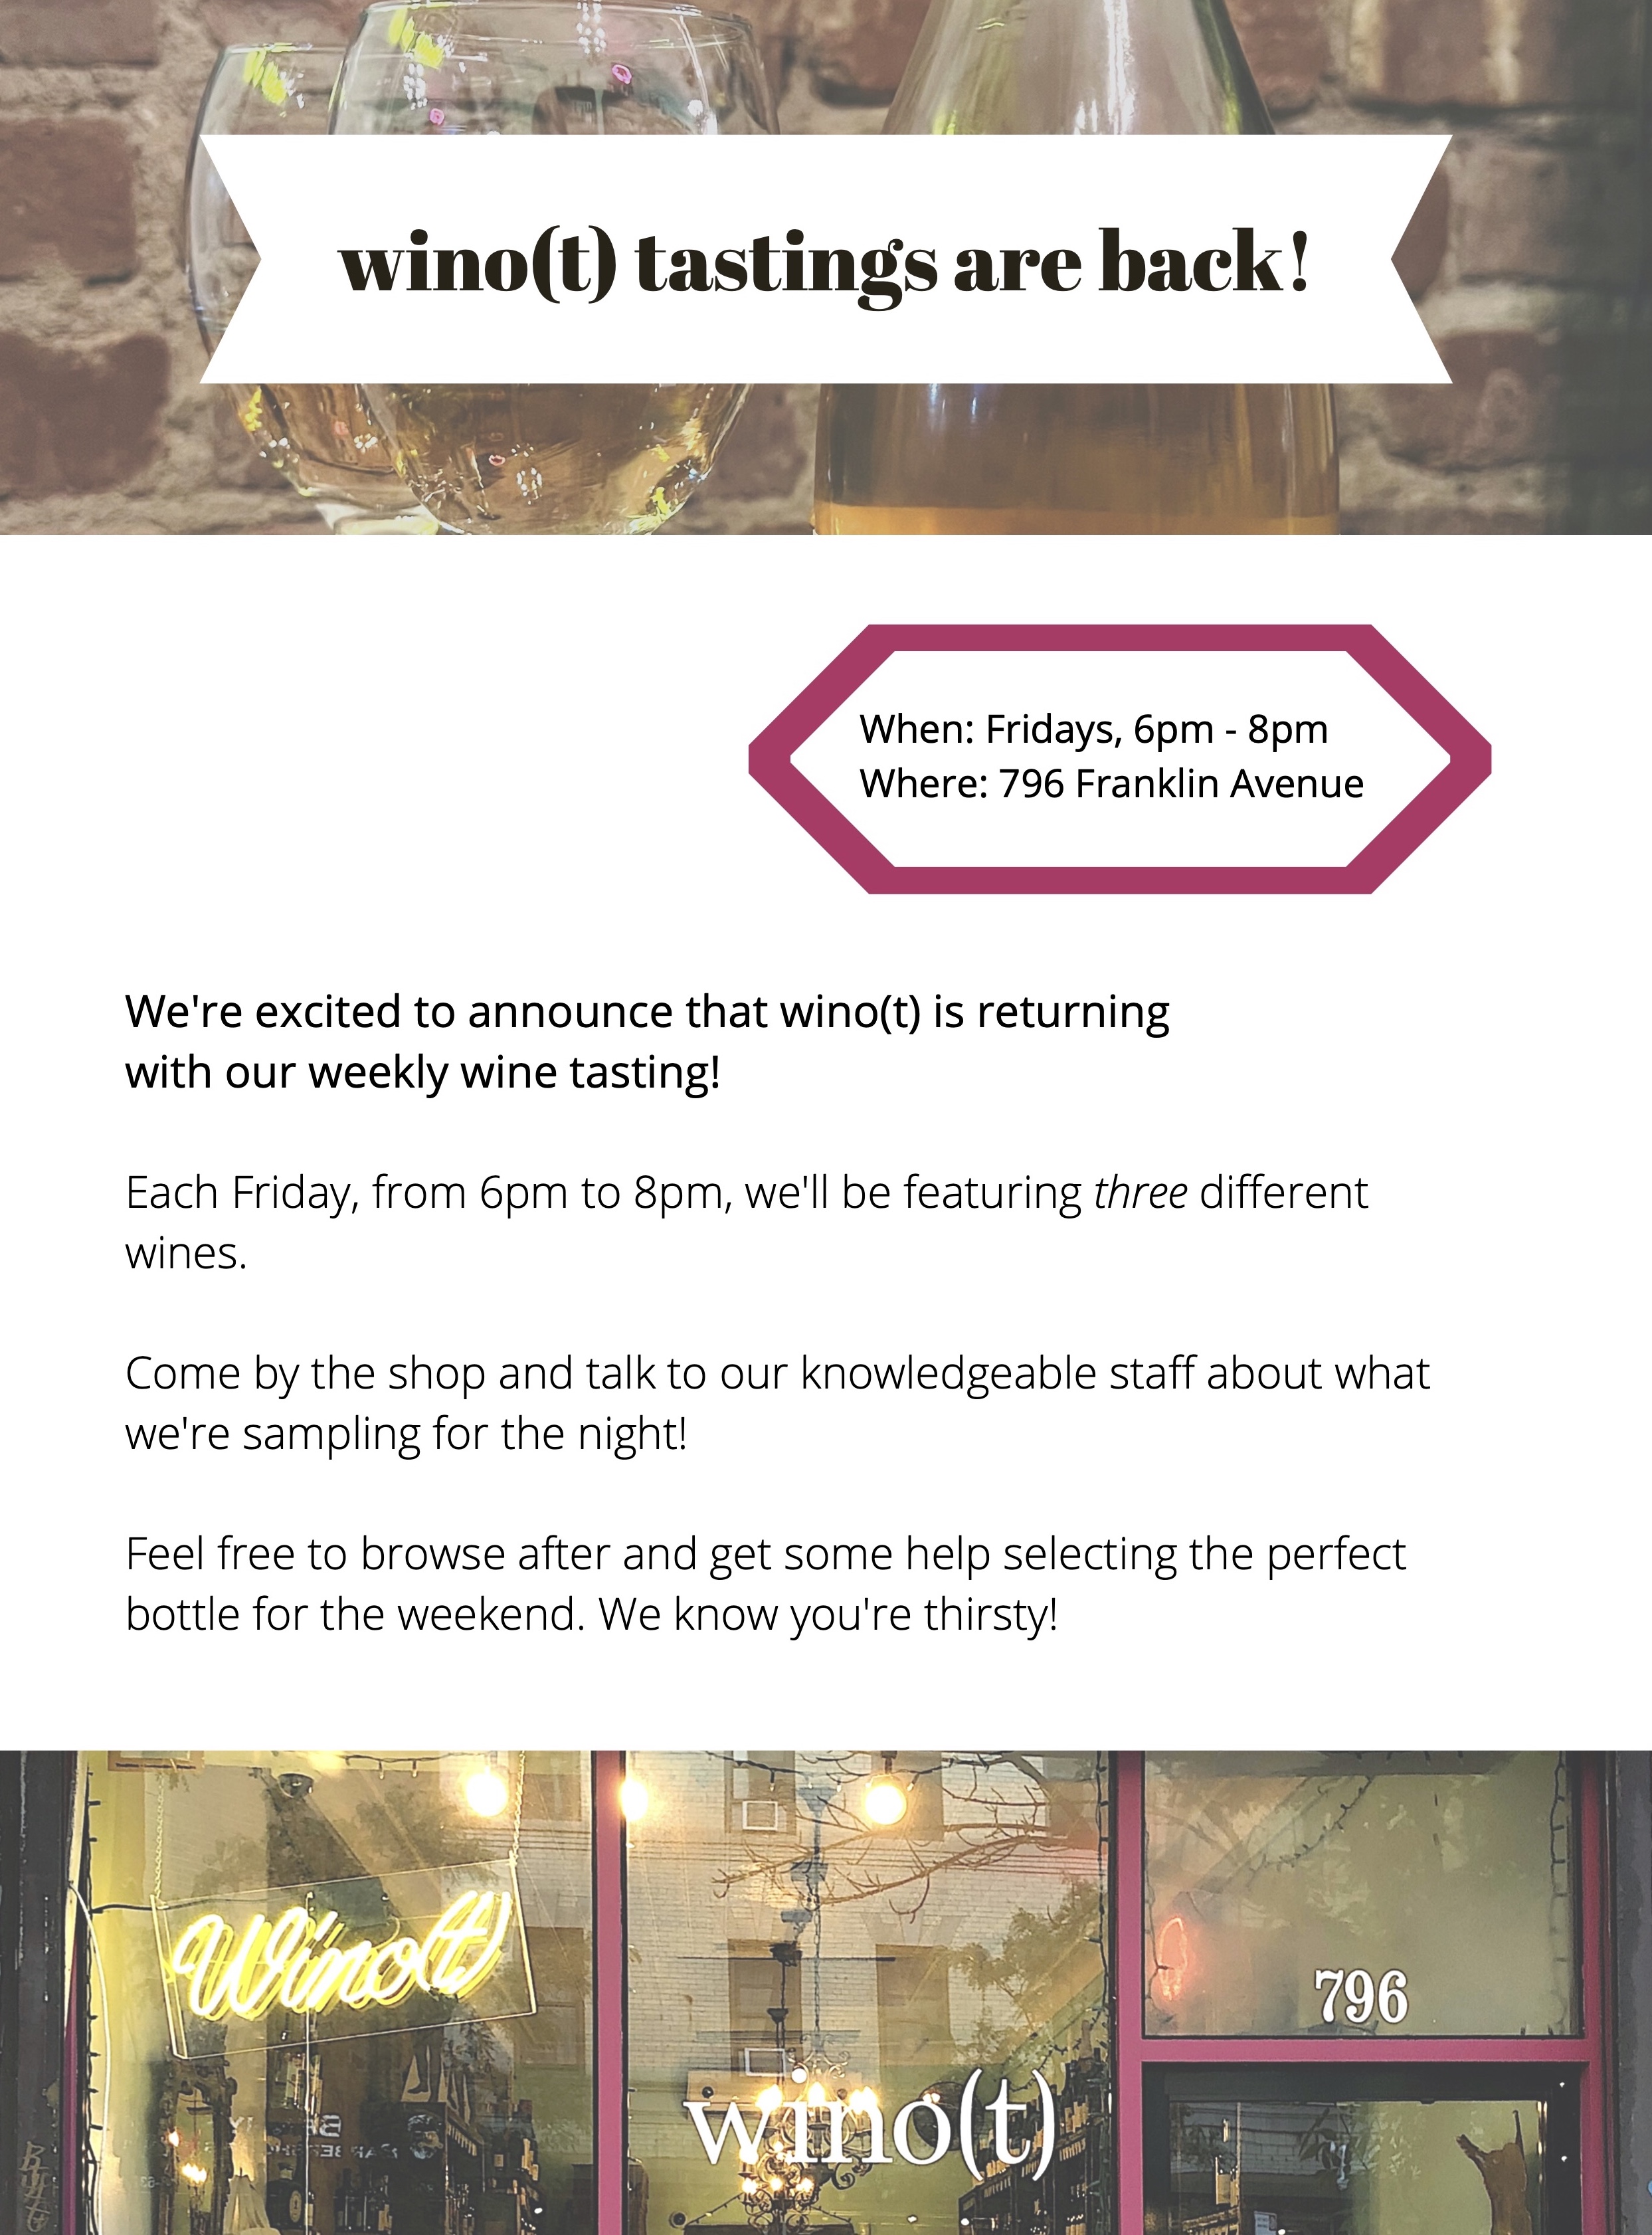 wino(t) tastings are back!
When: Fridays, 6pm - 8pm
Where: 796 Franklin Avenue
We're excited to announce that wino(t) is returning
with our weekly wine tasting!
Each Friday, from 6pm to 8pm, we'll be featuring three different
wines.
Come by the shop and talk to our knowledgeable staff about what
we're sampling for the night!
Feel free to browse after and get some help selecting the perfect
bottle for the weekend. We know you're thirsty!
Wino(t)
796
wino(t)